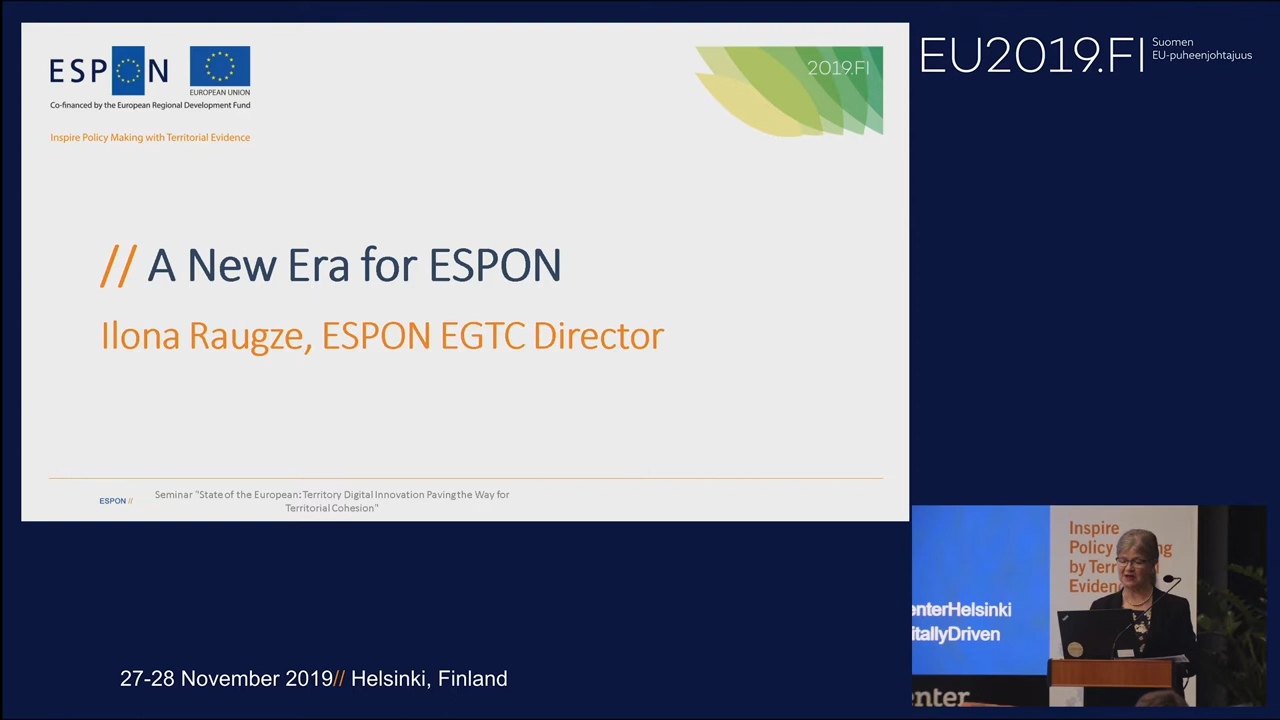 ESPON
EUROPEAN UNION
Co-financed by the European Regional Development Fund
Inspire Policy Making with Territorial Evidence
2019.FI
EU2019.FI
Suomen
EU-puheenjohtajuus
// A New Era for ESPON
Ilona Raugze, ESPON EGTC Director
ESPON //
Seminar "State of the European: Territory Digital Innovation Paving the Way for
Territorial Cohesion"
Inspire
Policy
by
enterHelsinki
itallyDriven
enter
27-28 November 2019// Helsinki, Finland